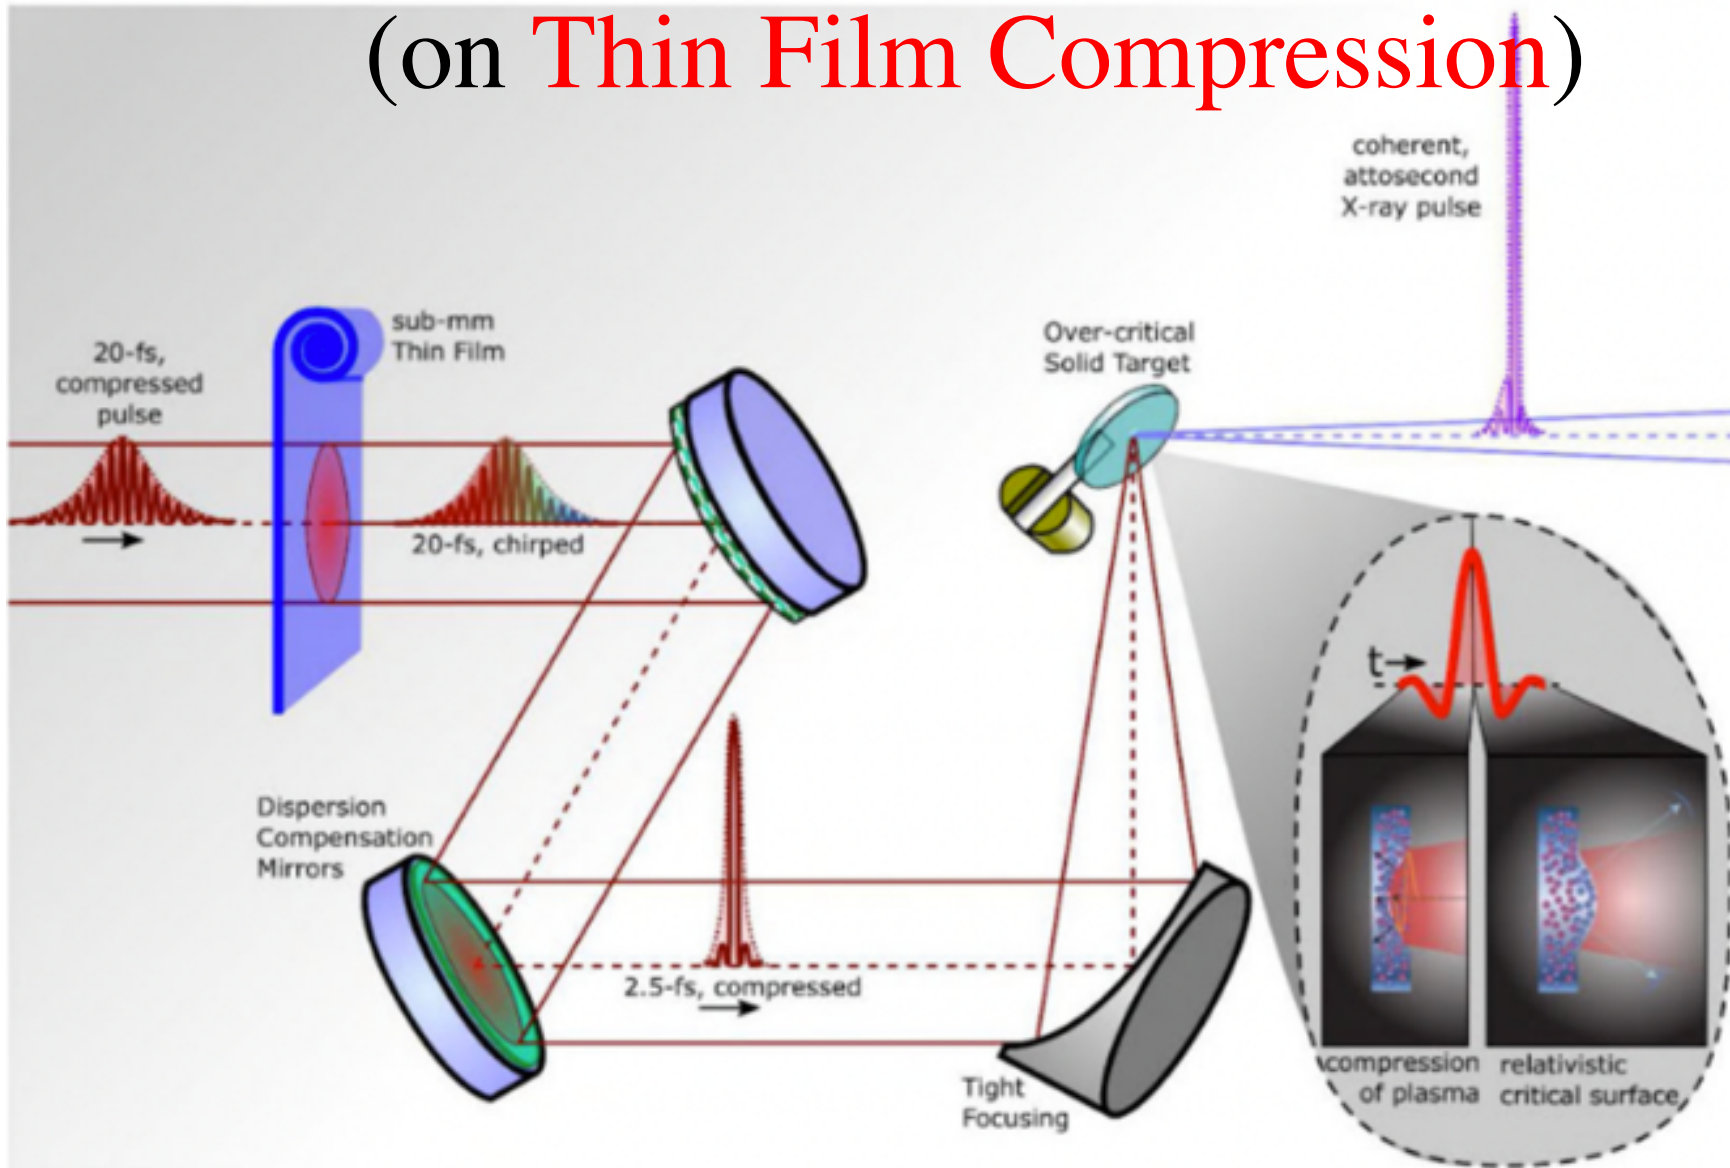 (on Thin Film Compression)
coherent,
attosecond
X-ray pulse
sub-mm
Thin Film
20-fs,
compressed
pulse
Over-critical
Solid Target
20-fs, chirped
t
Dispersion
Compensation
Mirrors
2.5-fs, compressed
Tight
Focusing
compression
of plasma
relativistic
critical surface